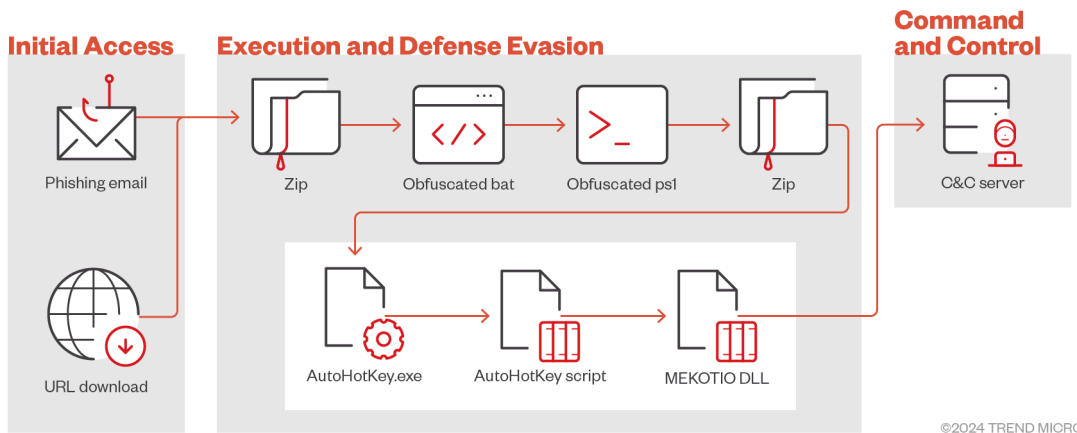 Initial Access
Execution and Defense Evasion
Command
and Control
Phishing email
Zip
Obfuscated bat
Obfuscated ps1
Zip
C&C server
URL download
AutoHotKey.exe
AutoHotKey script
MEKOTIO DLL
©2024 TREND MICRO